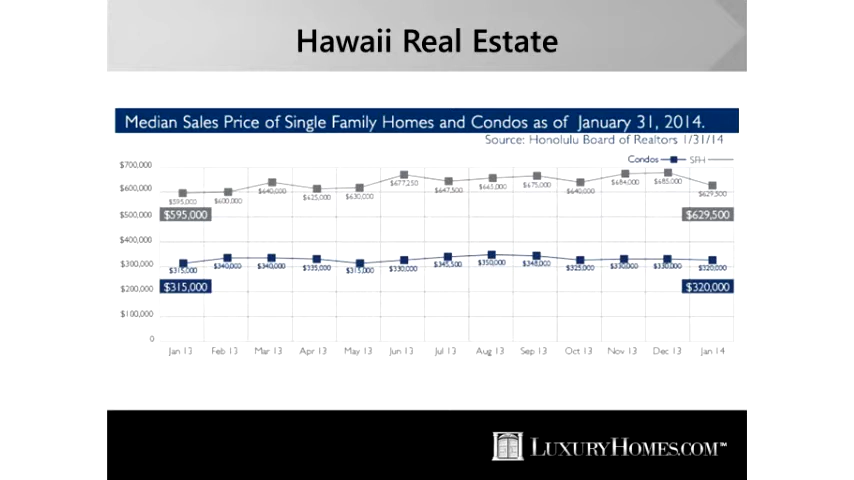 Hawaii Real Estate
Median Sales Price of Single Family Homes and Condos as of January 31, 2014.
Source: Honolulu Board of Realtors 1/31/14
Condos SFH
$700,000
$600,000
$595,000 $600,000 $640,000 $625,000 $630,000 $677,250 $647,500 $665,000 $675,000 $640,000 $684,000 $685,000 $629,500
$500,000 $595,000 $629,500
$400,000
$300,000
$315,000 $340,000 $340,000 $335,000 $315,000 $330,000 $345,500 $350,000 $348,000 $325,000 $330,000 $330,000 $320,000
$200,000 $315,000 $320,000
$100,000
0
Jan 13 Feb 13 Mar 13 Apr 13 May 13 Jun 13 Jul 13 Aug 13 Sep 13 Oct 13 Nov 13 Dec 13 Jan 14
LUXURYHOMES.COM™